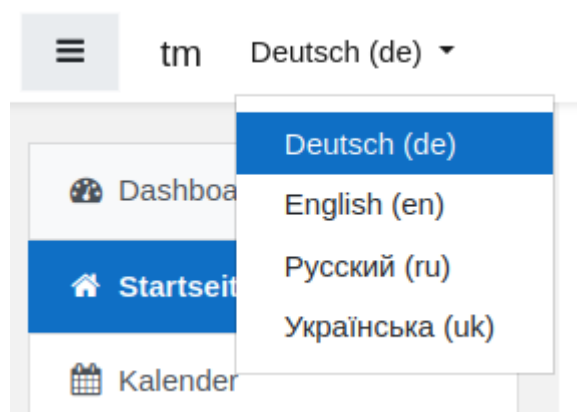 tm Deutsch (de)
Deutsch (de)
English (en)
Русский (ru)
Українська (uk)
Dashboa
Startseit
Kalender